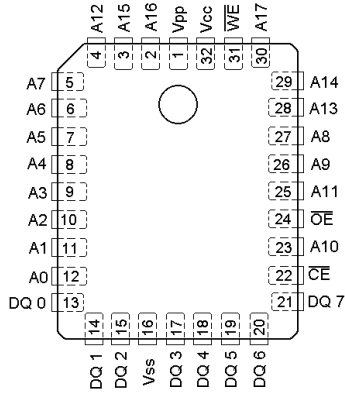 A12 A15 A16 Vpp Vcc WE A17
4 3 2 1 32 31 30
A7 5 29 A14
A6 6 28 A13
A5 7 27 A8
A4 8 26 A9
A3 9 25 A11
A2 10 24 OE
A1 11 23 A10
A0 12 22 CE
DQ 0 13 21 DQ 7
14 15 16 17 18 19 20
DQ 1 DQ 2 Vss DQ 3 DQ 4 DQ 5 DQ 6